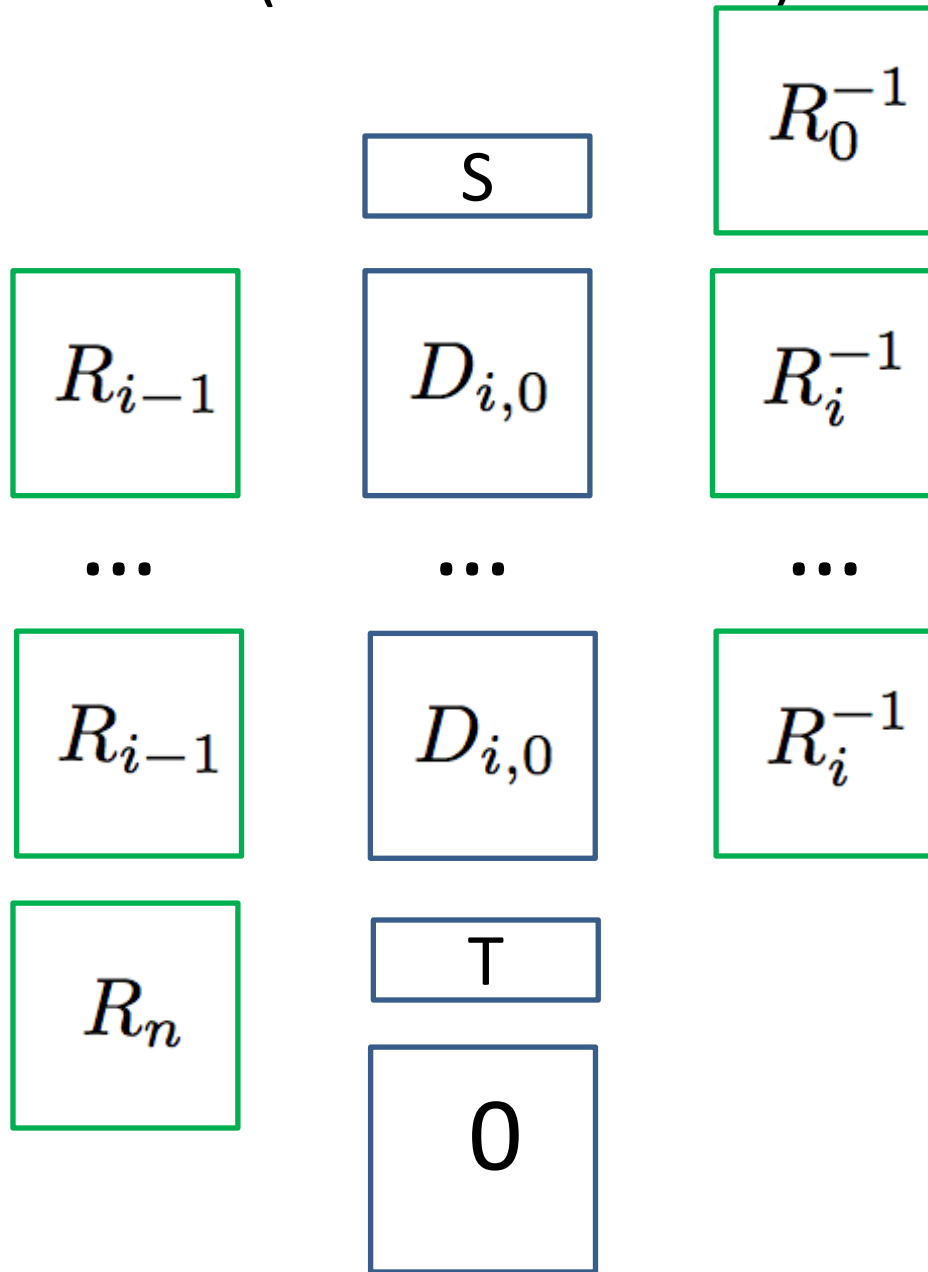 R_0^{-1}
S
R_{i-1} D_{i,0} R_i^{-1}
... ... ...
R_{i-1} D_{i,0} R_i^{-1}
T
R_n
0